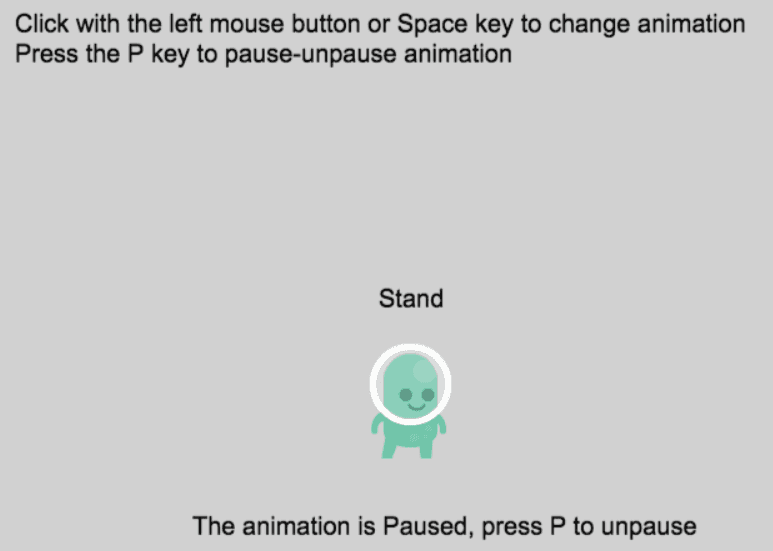 Click with the left mouse button or Space key to change animation
Press the P key to pause-unpause animation
Stand
The animation is Paused, press P to unpause